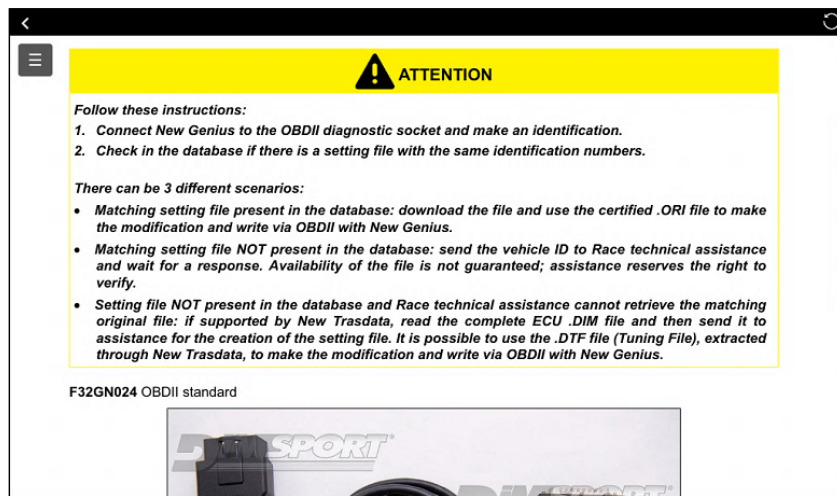 ATTENTION
Follow these instructions:
1. Connect New Genius to the OBDII diagnostic socket and make an identification.
2. Check in the database if there is a setting file with the same identification numbers.
There can be 3 different scenarios:
• Matching setting file present in the database: download the file and use the certified .ORI file to make
the modification and write via OBDII with New Genius.
• Matching setting file NOT present in the database: send the vehicle ID to Race technical assistance
and wait for a response. Availability of the file is not guaranteed; assistance reserves the right to
verify.
• Setting file NOT present in the database and Race technical assistance cannot retrieve the matching
original file: if supported by New Trasdata, read the complete ECU .DIM file and then send it to
assistance for the creation of the setting file. It is possible to use the .DTF file (Tuning File), extracted
through New Trasdata, to make the modification and write via OBDII with New Genius.
F32GN024 OBDII standard
DIMSPORT
DIMSPORT